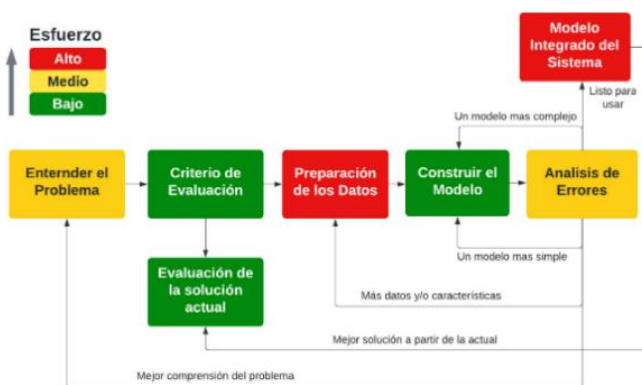 Esfuerzo
Alto
Medio
Bajo
Modelo
Integrado del
Sistema
Listo para
usar
Un modelo mas complejo
Enternder el
Problema
Criterio de
Evaluación
Preparación
de los Datos
Construir el
Modelo
Analisis de
Errores
Un modelo mas simple
Evaluación de
la solución
actual
Más datos y/o características
Mejor solución a partir de la actual
Mejor comprensión del problema